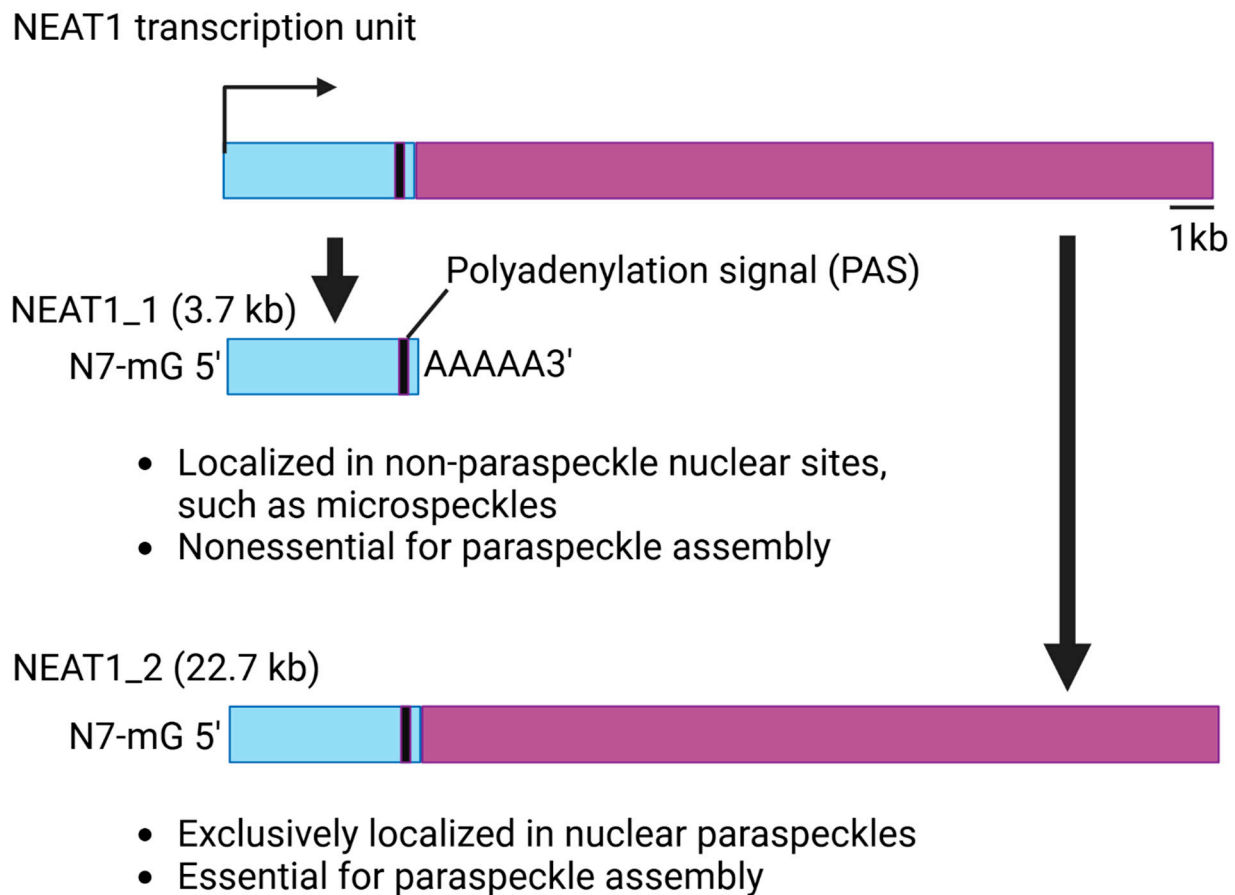 NEAT1 transcription unit
1kb
Polyadenylation signal (PAS)
NEAT1_1 (3.7 kb)
N7-mG 5' AAAAA3'
• Localized in non-paraspeckle nuclear sites,
such as microspeckles
• Nonessential for paraspeckle assembly
NEAT1_2 (22.7 kb)
N7-mG 5'
• Exclusively localized in nuclear paraspeckles
• Essential for paraspeckle assembly